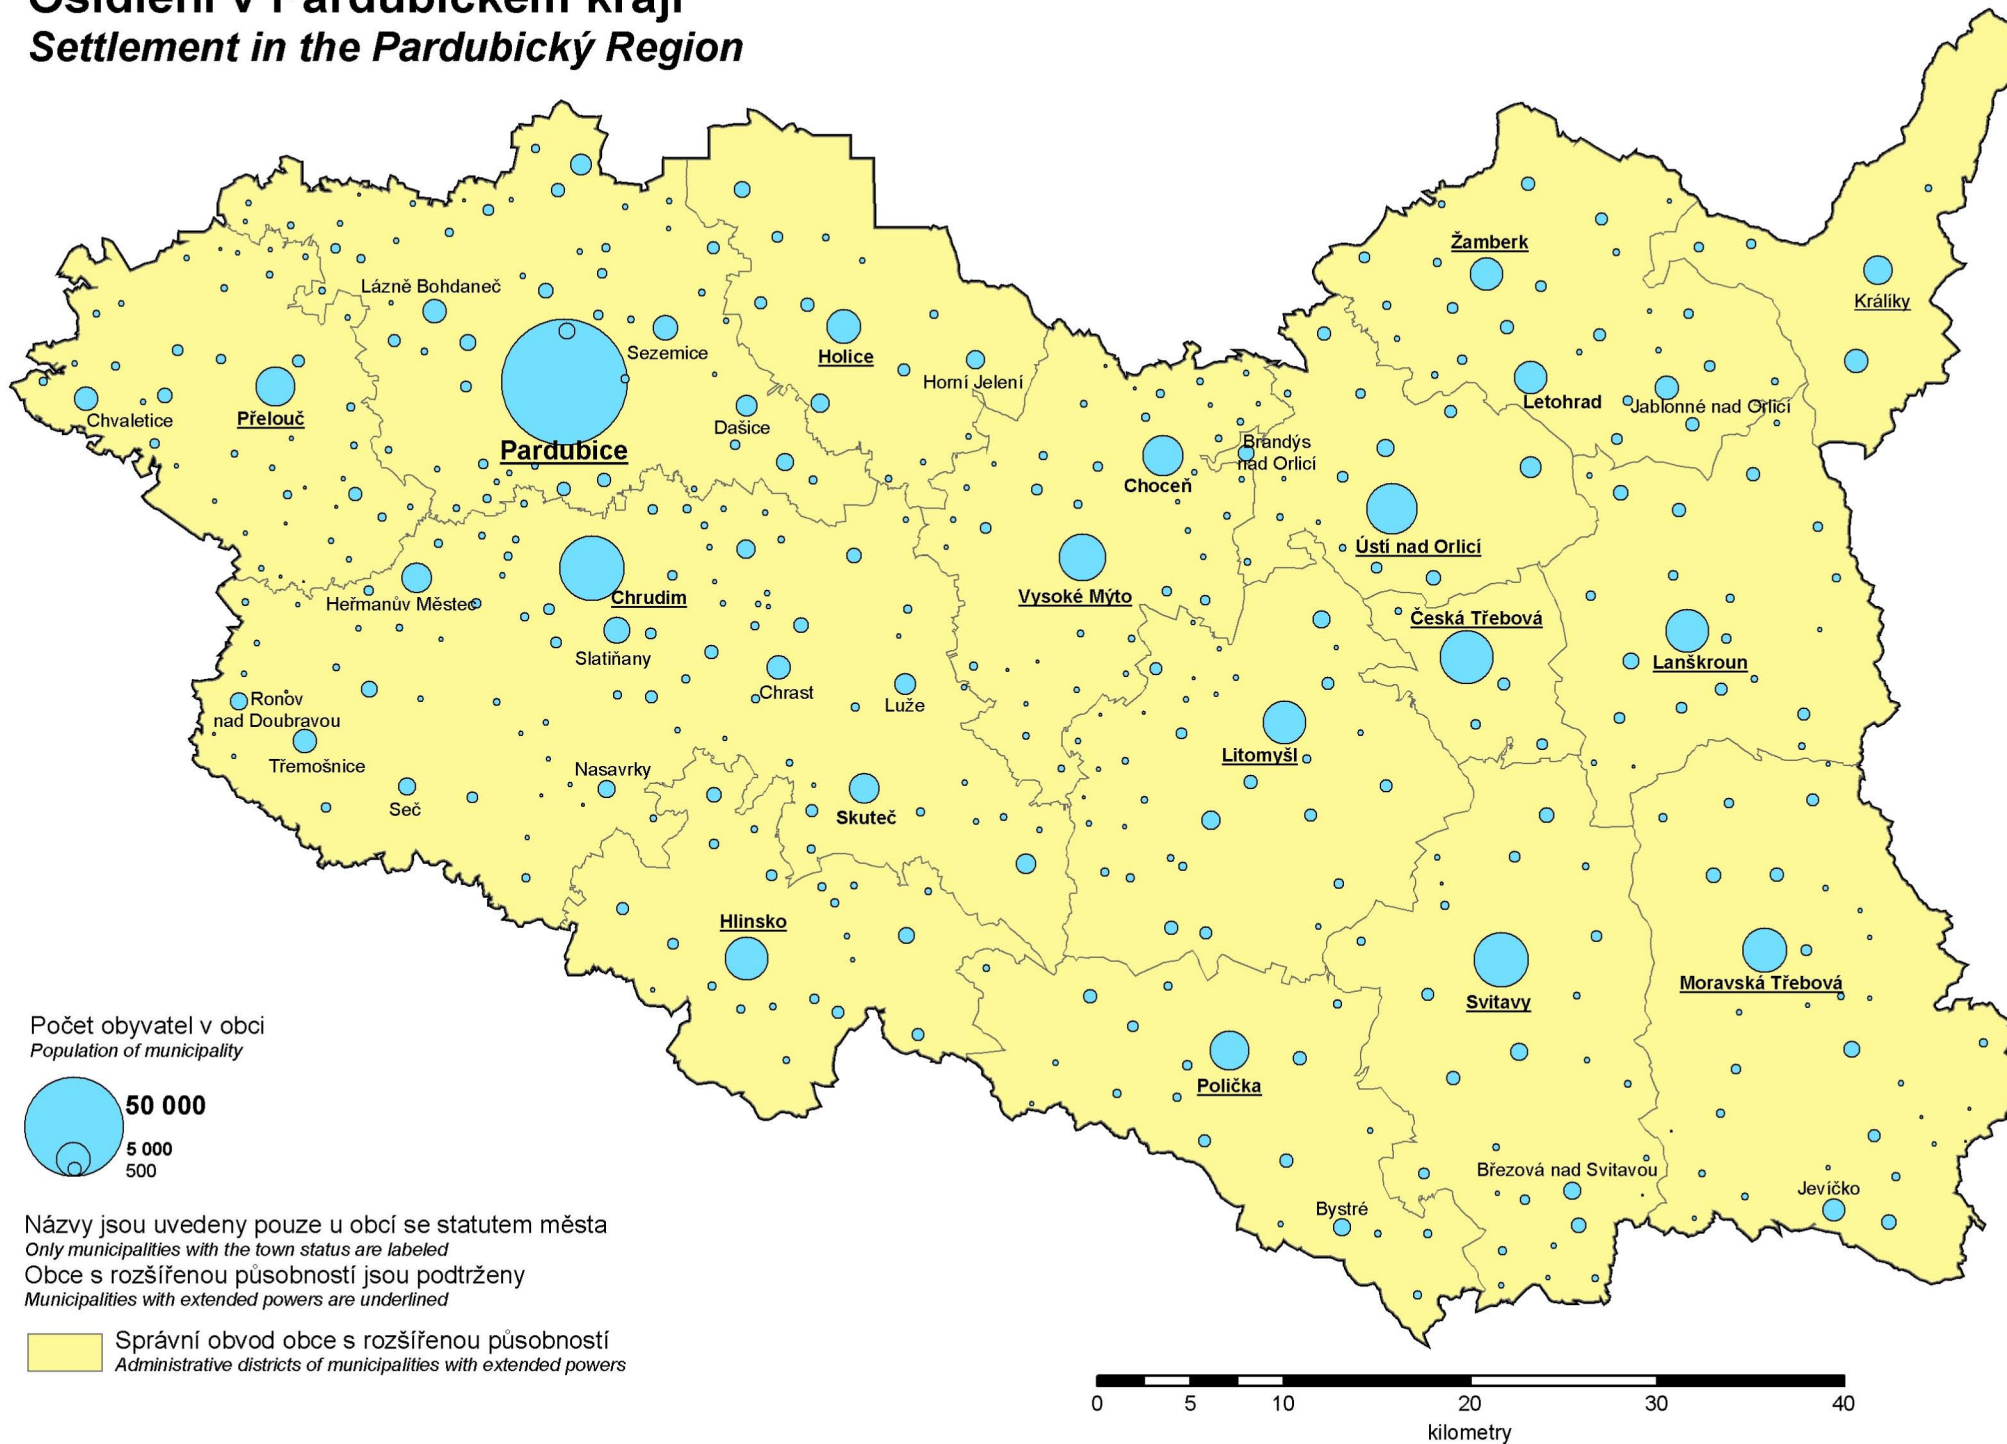 Osídlení v Pardubickém kraji
Settlement in the Pardubický Region
Žamberk
Králíky
Lázně Bohdaneč
Sezemice
Holice
Horní Jelení
Letohrad
Jablonné nad Orlicí
Chvaletice
Přelouč
Pardubice
Dašice
Choceň
Brandýs
nad Orlicí
Ústí nad Orlicí
Heřmanův Městec
Chrudim
Vysoké Mýto
Česká Třebová
Slatiňany
Chrast
Luže
Lanškroun
Ronov
nad Doubravou
Třemošnice
Litomyšl
Nasavrky
Seč
Skuteč
Hlinsko
Svitavy
Moravská Třebová
Polička
Březová nad Svitavou
Bystré
Jevíčko
Počet obyvatel v obci
Population of municipality
50 000
5 000
500
Názvy jsou uvedeny pouze u obcí se statutem města
Only municipalities with the town status are labeled
Obce s rozšířenou působností jsou podtrženy
Municipalities with extended powers are underlined
Správní obvod obce s rozšířenou působností
Administrative districts of municipalities with extended powers
0 5 10 20 30 40
kilometry